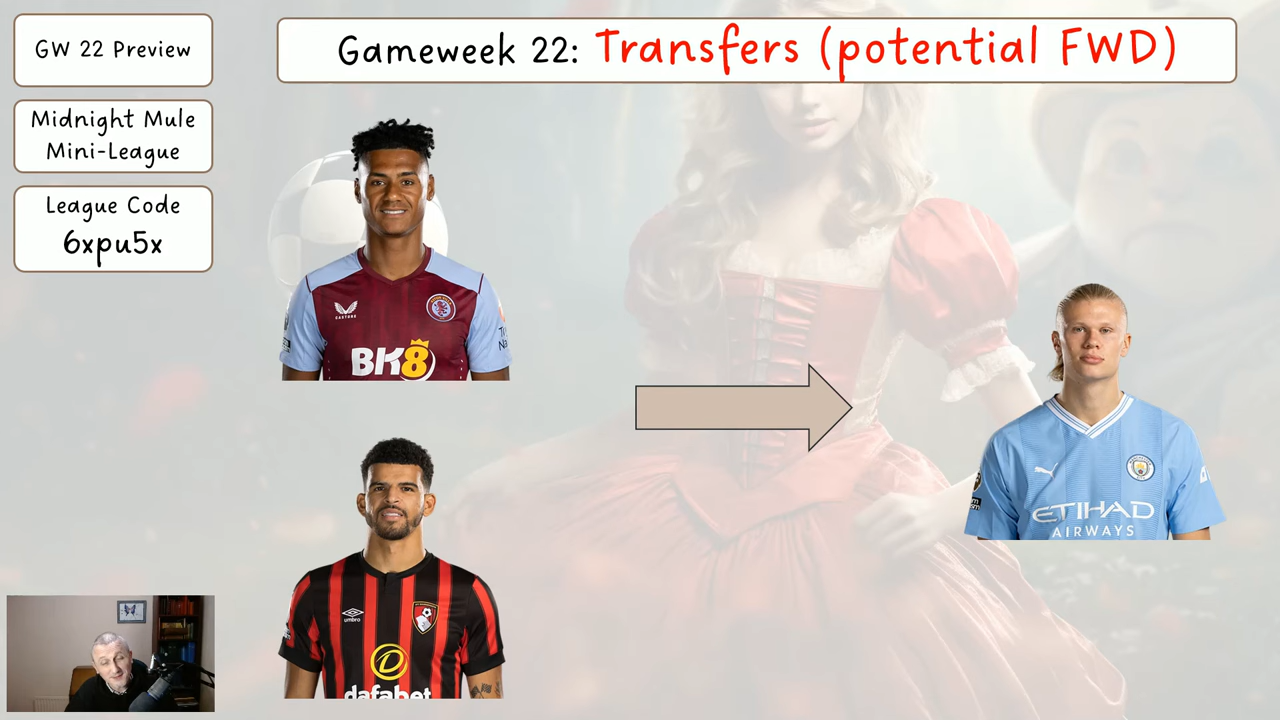 GW 22 Preview
Gameweek 22: Transfers (potential FWD)
Midnight Mule
Mini-League
League Code
6xpu5x
CASTORE
BK8
ETIHAD
AIRWAYS
umbro
dafabet